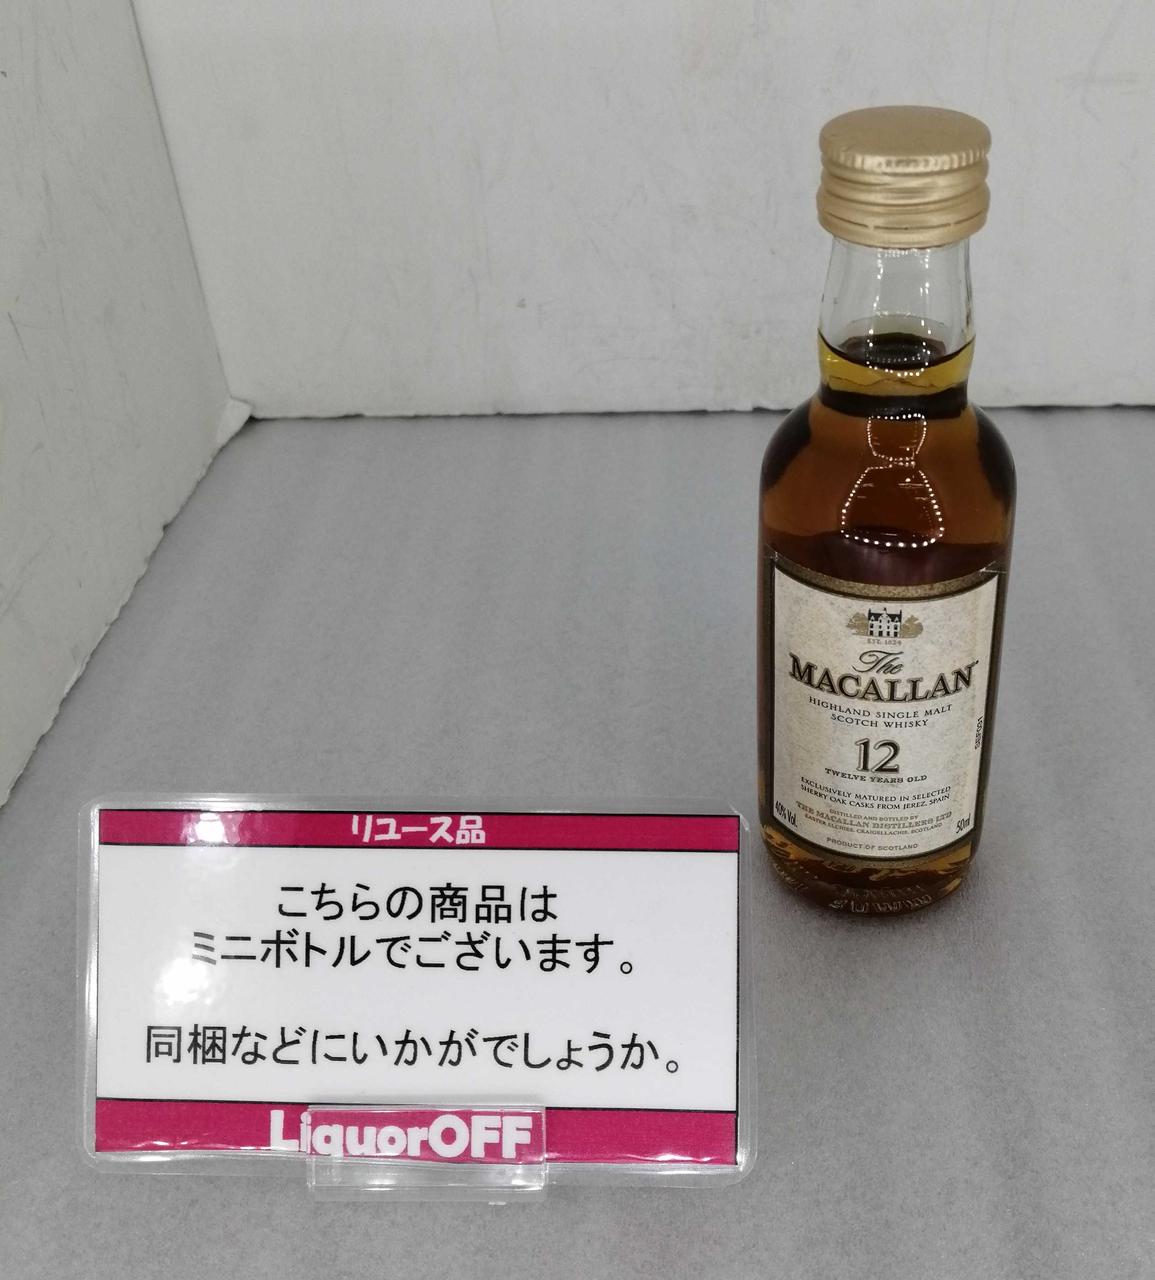 EST. 1824
The
MACALLAN
HIGHLAND SINGLE MALT
SCOTCH WHISKY
12
TWELVE YEARS OLD
EXCLUSIVELY MATURED IN SELECTED
SHERRY OAK CASKS FROM JEREZ, SPAIN
DISTILLED AND BOTTLED BY
THE MACALLAN DISTILLERS LTD
EASTER ELCHIES, CRAIGELLACHIE, SCOTLAND
40% Vol
50ml
PRODUCT OF SCOTLAND
リユース品
こちらの商品は
ミニボトルでございます。
同梱などにいかがでしょうか。
LiquorOFF